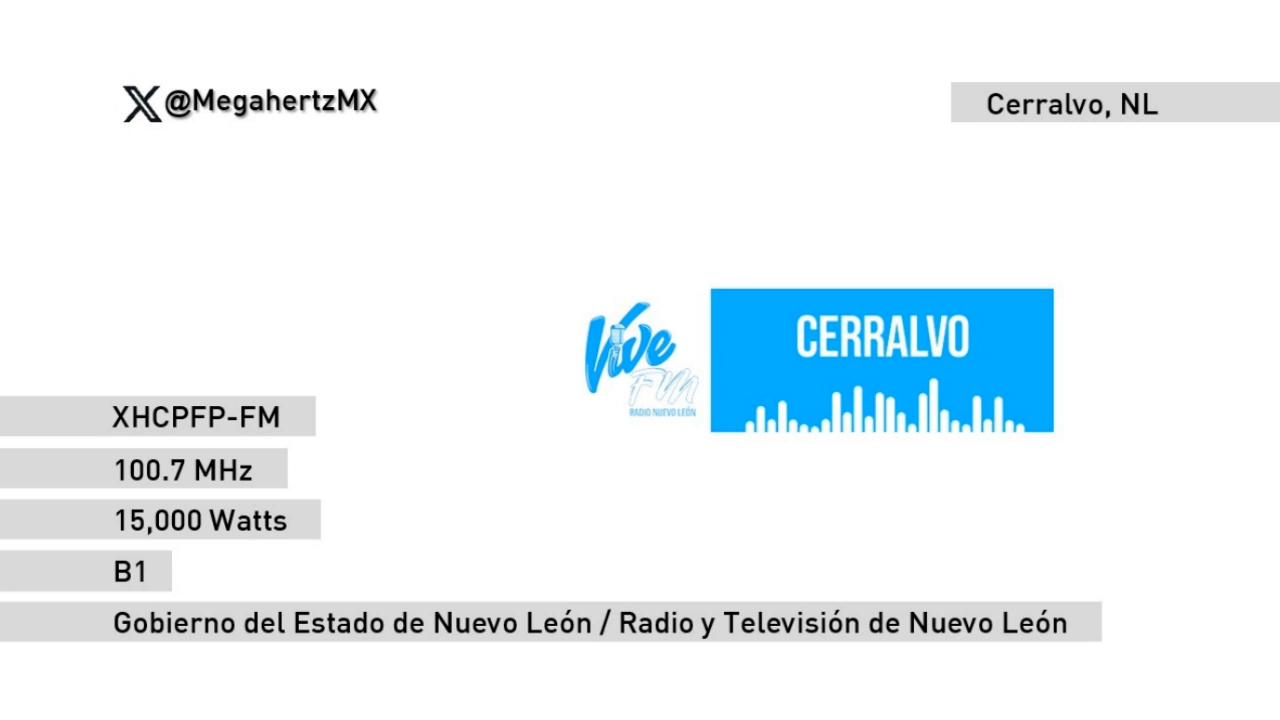 @MegahertzMX
Cerralvo, NL
Vive
FM
RADIO NUEVO LEÓN
CERRALVO
XHCPFP-FM
100.7 MHz
15,000 Watts
B1
Gobierno del Estado de Nuevo León / Radio y Televisión de Nuevo León